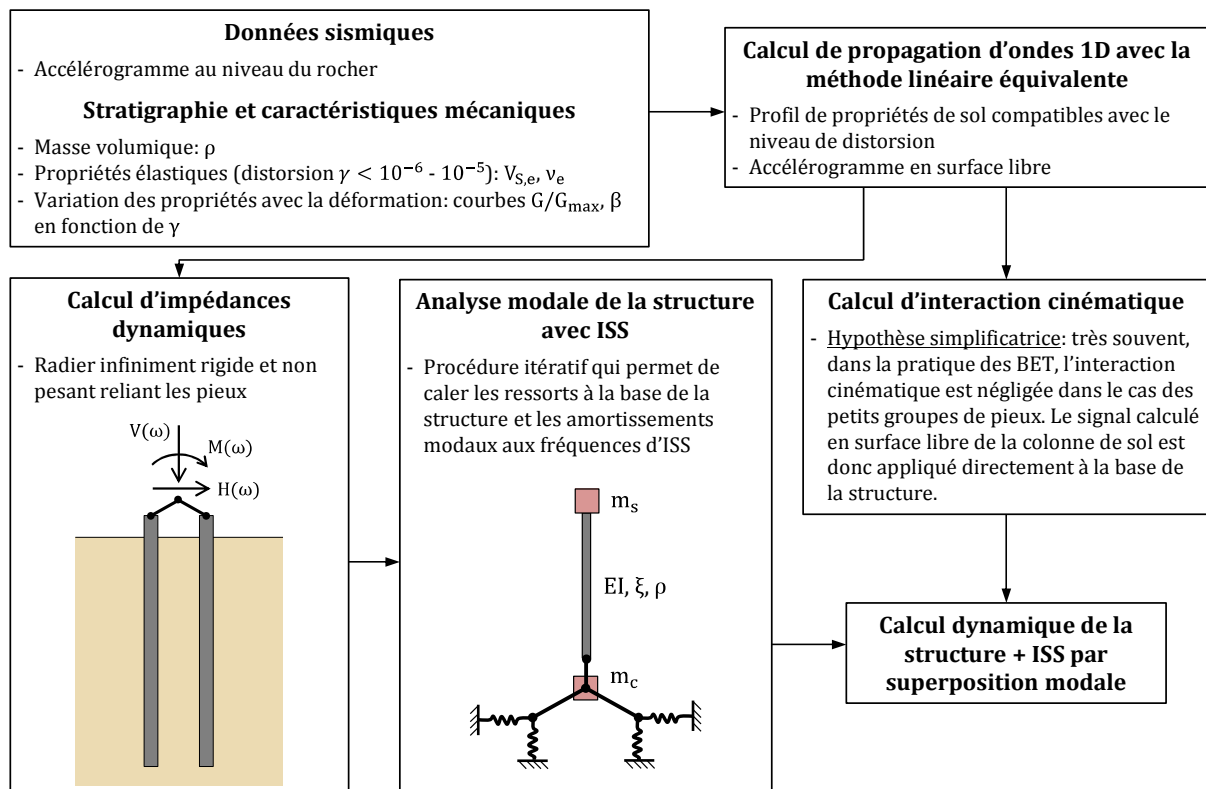 Données sismiques
- Accélérogramme au niveau du rocher
Stratigraphie et caractéristiques mécaniques
- Masse volumique: ρ
- Propriétés élastiques (distorsion γ < 10⁻⁶ - 10⁻⁵): V_S,e, ν_e
- Variation des propriétés avec la déformation: courbes G/G_max, β
en fonction de γ
Calcul de propagation d'ondes 1D avec la
méthode linéaire équivalente
- Profil de propriétés de sol compatibles avec le
niveau de distorsion
- Accélérogramme en surface libre
Calcul d'impédances
dynamiques
- Radier infiniment rigide et non
pesant reliant les pieux
V(ω)
M(ω)
H(ω)
Analyse modale de la structure
avec ISS
- Procédure itératif qui permet de
caler les ressorts à la base de la
structure et les amortissements
modaux aux fréquences d'ISS
m_s
EI, ξ, ρ
m_c
Calcul d'interaction cinématique
- Hypothèse simplificatrice: très souvent,
dans la pratique des BET, l'interaction
cinématique est négligée dans le cas des
petits groupes de pieux. Le signal calculé
en surface libre de la colonne de sol est
donc appliqué directement à la base de
la structure.
Calcul dynamique de la
structure + ISS par
superposition modale